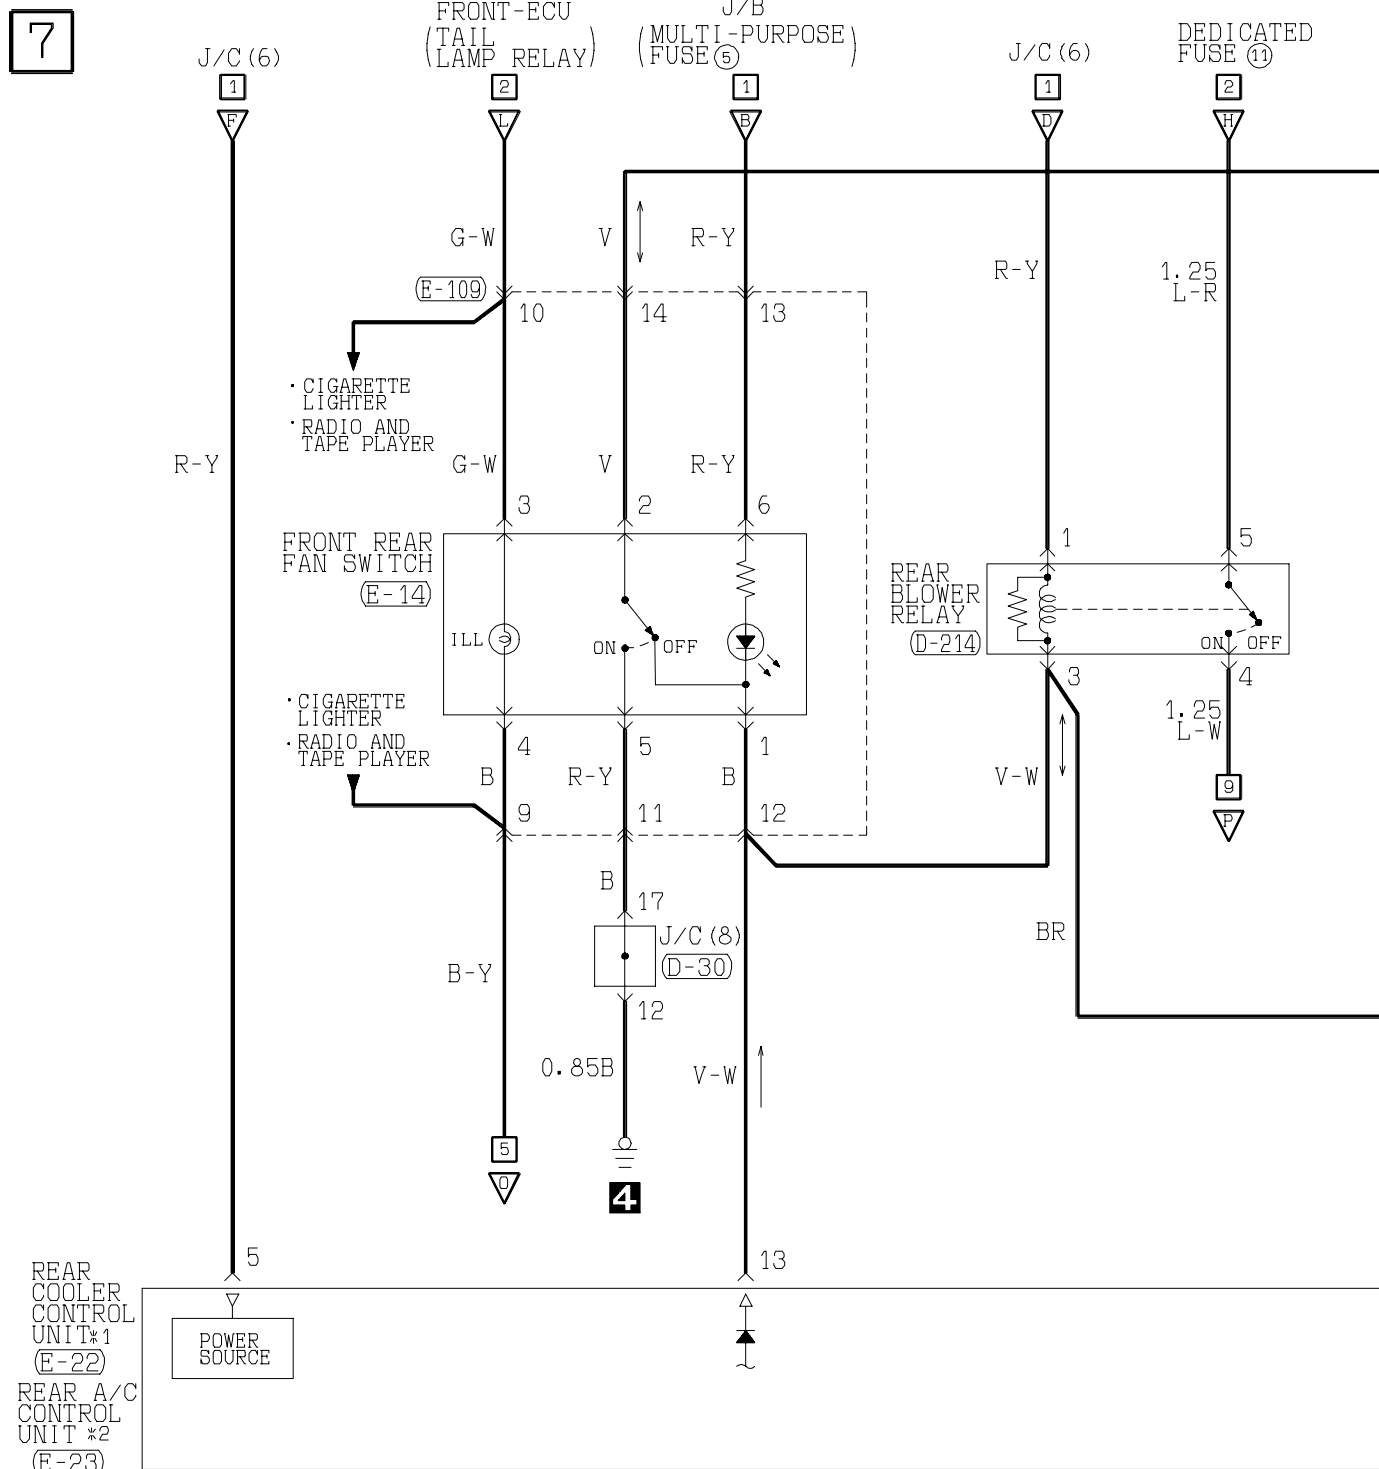 7
J/C(6)
1
F
FRONT-ECU
(TAIL
LAMP RELAY)
2
L
J/B
(MULTI-PURPOSE
FUSE⑤)
1
B
J/C(6)
1
D
DEDICATED
FUSE ⑪
2
H
G-W
V
R-Y
R-Y
1.25
L-R
E-109
10
14
13
· CIGARETTE
LIGHTER
· RADIO AND
TAPE PLAYER
R-Y
G-W
V
R-Y
3
2
6
1
5
FRONT REAR
FAN SWITCH
E-14
ILL
ON
OFF
REAR
BLOWER
RELAY
D-214
ON
OFF
3
4
· CIGARETTE
LIGHTER
· RADIO AND
TAPE PLAYER
4
5
1
1.25
L-W
B
R-Y
B
V-W
9
P
9
11
12
B
17
J/C(8)
D-30
12
BR
B-Y
0.85B
V-W
5
O
4
5
13
REAR
COOLER
CONTROL
UNIT*1
E-22
REAR A/C
CONTROL
UNIT *2
E-23
POWER
SOURCE